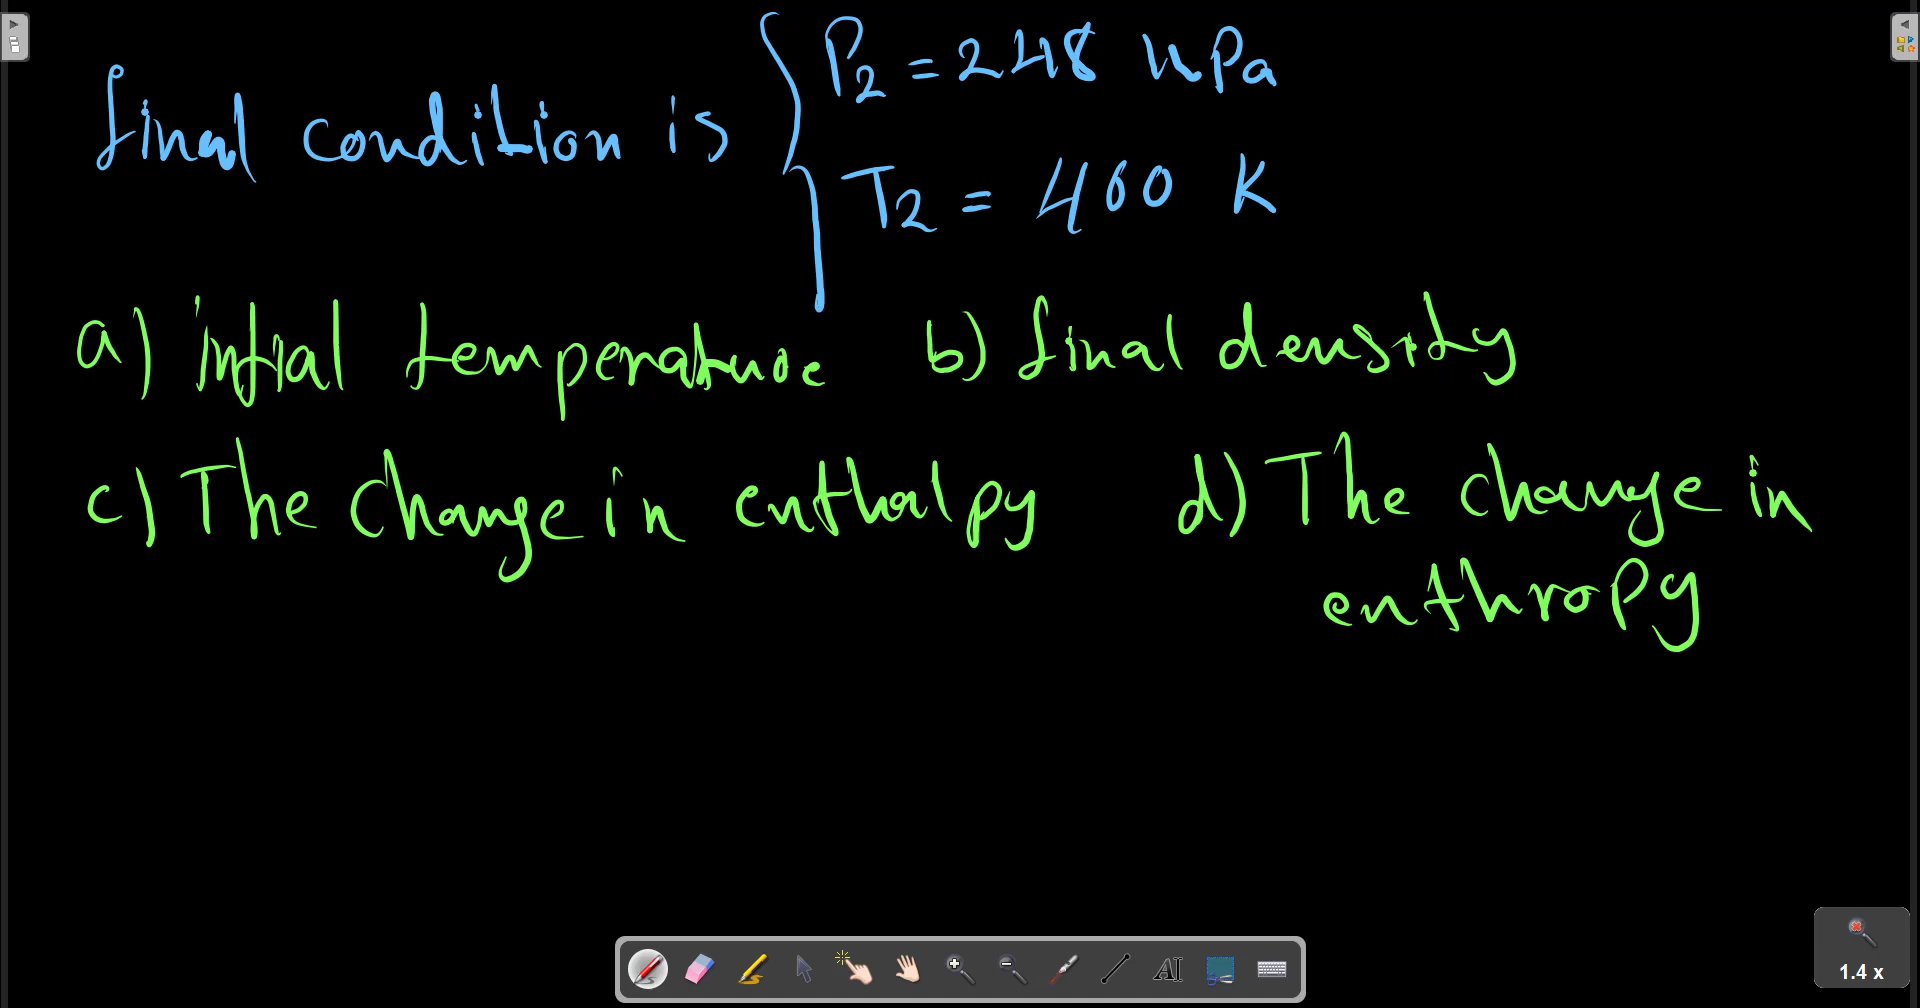 final condition is { P2 = 248 kPa
T2 = 400 K
a) intial temperature b) final density
c) The change in enthalpy d) The change in
enthropy
1.4 x